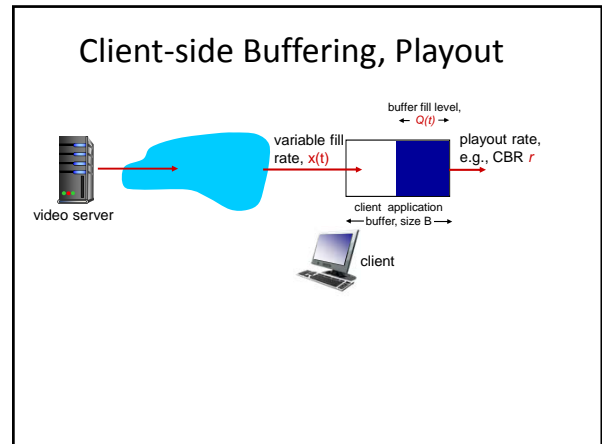 Client-side Buffering, Playout
buffer fill level,
Q(t)
variable fill
rate, x(t)
playout rate,
e.g., CBR r
client application
buffer, size B
video server
client